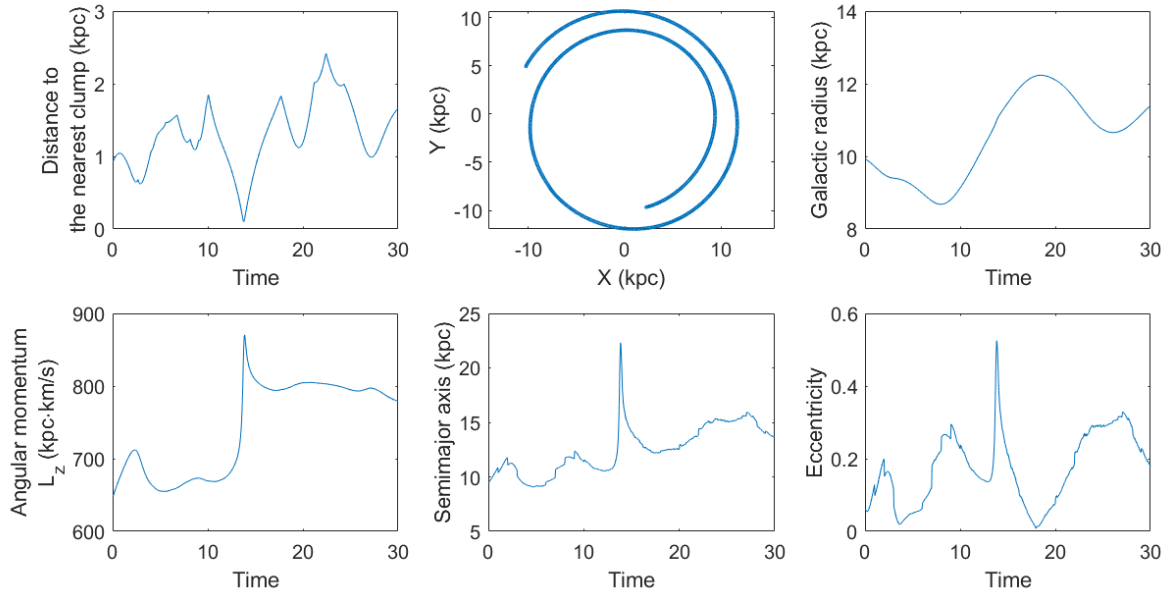 Distance to
the nearest clump (kpc)
3
2
1
0
0 10 20 30
Time
Y (kpc)
10
5
0
-5
-10
-10 0 10
X (kpc)
Galactic radius (kpc)
14
12
10
8
0 10 20 30
Time
Angular momentum
L_z (kpc·km/s)
900
800
700
600
0 10 20 30
Time
Semimajor axis (kpc)
25
20
15
10
5
0 10 20 30
Time
Eccentricity
0.6
0.4
0.2
0
0 10 20 30
Time